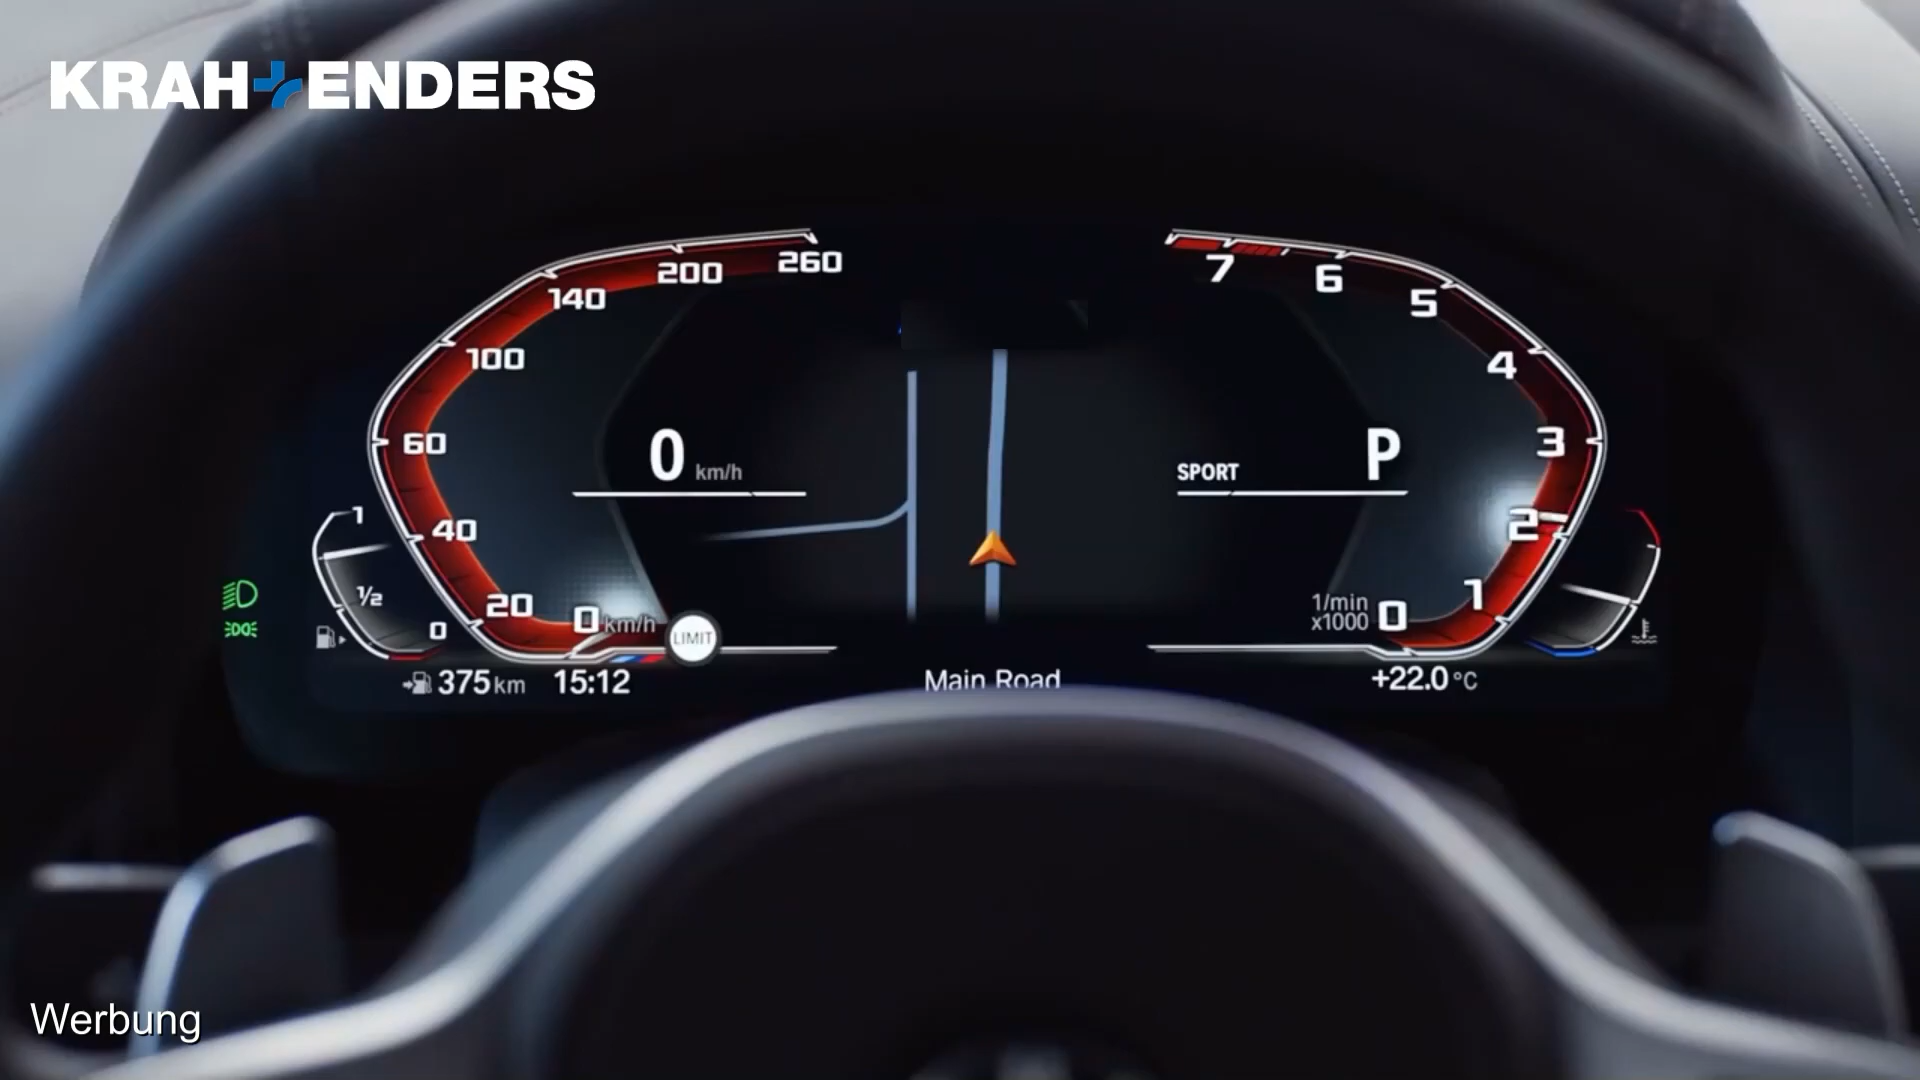 KRAH+ENDERS
260
200
140
100
60
40
20
0 km/h
0 km/h
LIMIT
1
1/2
0
375 km
15:12
Main Road
7
6
5
4
3
2
1
0
1/min
x1000
SPORT
P
+22.0 °C
Werbung